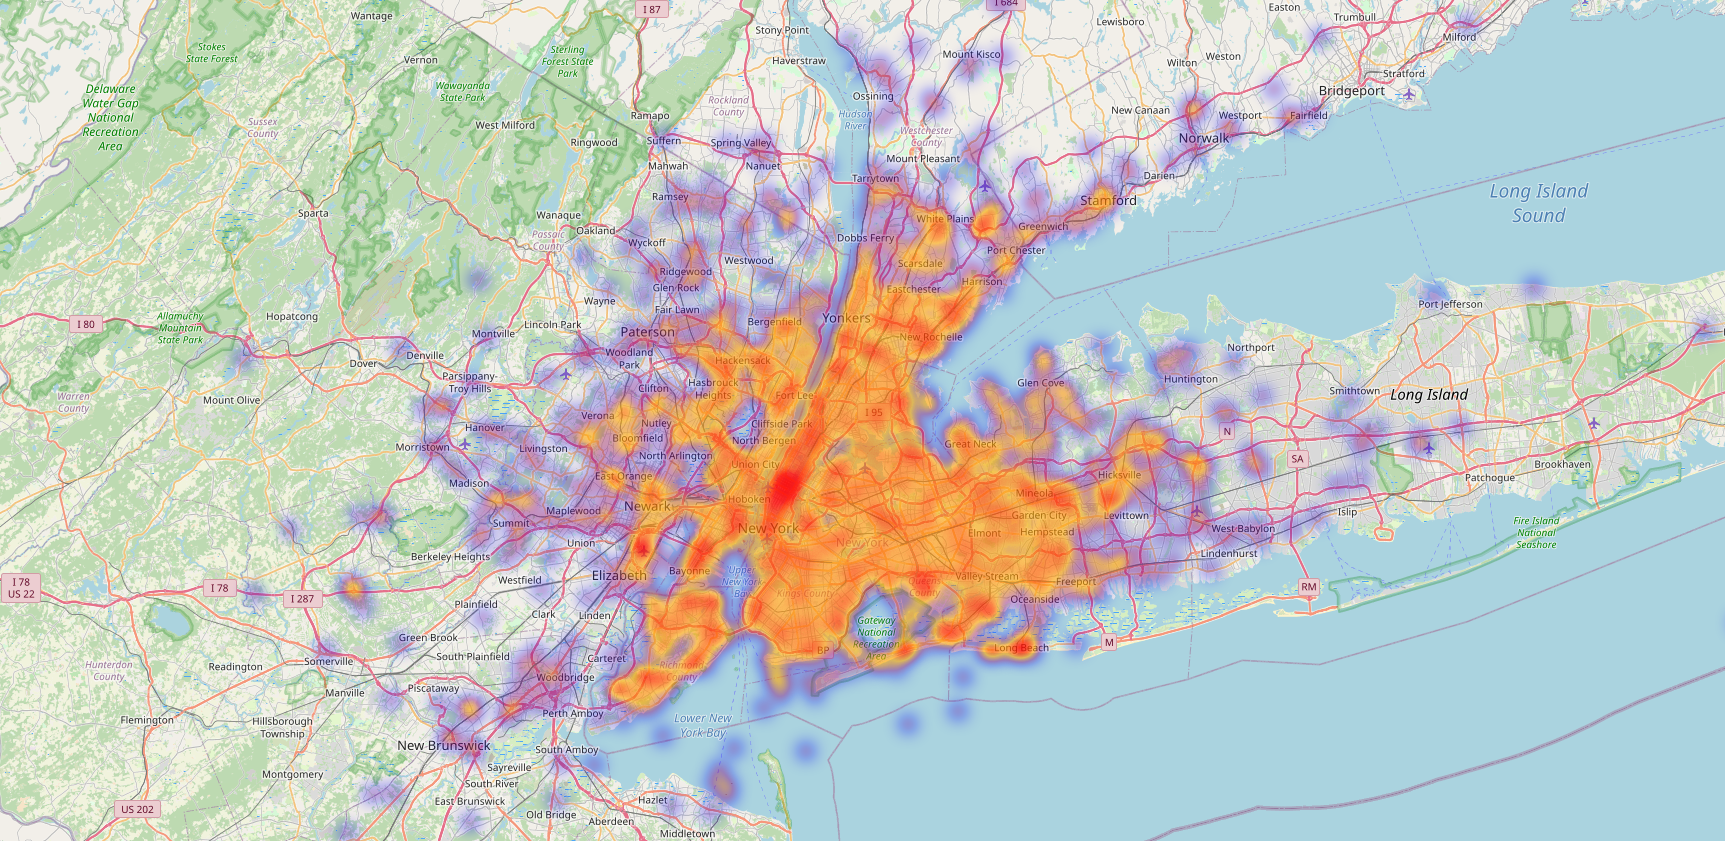 I 87
I 684
Wantage
Stony Point
Lewisboro
Easton
Trumbull
Milford
Stokes
State Forest
Vernon
Sterling
Forest State
Park
Haverstraw
Mount Kisco
Wilton
Weston
Stratford
Delaware
Water Gap
National
Recreation
Area
Wawayanda
State Park
Rockland
County
Ossining
New Canaan
Bridgeport
Sussex
County
West Milford
Ramapo
Hudson
River
Westchester
County
Westport
Fairfield
Ringwood
Suffern
Spring Valley
Norwalk
Mahwah
Nanuet
Mount Pleasant
Tarrytown
Darien
Ramsey
Stamford
Long Island
Sound
Sparta
Wanaque
White Plains
Greenwich
Oakland
Passaic
County
Wyckoff
Dobbs Ferry
Port Chester
Westwood
Scarsdale
Ridgewood
Glen Rock
Eastchester
Harrison
Wayne
Fair Lawn
Port Jefferson
Allamuchy
Mountain
State Park
Hopatcong
I 80
Lincoln Park
Bergenfield
Yonkers
Montville
Paterson
New Rochelle
Denville
Dover
Woodland
Park
Hackensack
Northport
Parsippany-
Troy Hills
Clifton
Hasbrouck
Heights
Fort Lee
Glen Cove
Huntington
Smithtown
Long Island
Warren
County
Mount Olive
Verona
Nutley
I 95
Hanover
Bloomfield
Cliffside Park
North Bergen
N
Morristown
Livingston
North Arlington
Union City
Great Neck
SA
Brookhaven
Madison
East Orange
Hicksville
Patchogue
Newark
Hoboken
Mineola
Maplewood
Garden City
Levittown
Islip
Summit
New York
New York
Elmont
Hempstead
West Babylon
Fire Island
National
Seashore
Union
Berkeley Heights
Lindenhurst
Elizabeth
Bayonne
Upper
New York
Bay
Queens
County
Valley Stream
Freeport
Westfield
I 78
US 22
I 78
I 287
Kings County
Oceanside
RM
Plainfield
Clark
Linden
Gateway
National
Recreation
Area
Green Brook
M
South Plainfield
Carteret
BP
Long Beach
Hunterdon
County
Readington
Somerville
Woodbridge
Richmond
County
Manville
Piscataway
Perth Amboy
Flemington
Hillsborough
Township
Lower New
York Bay
New Brunswick
South Amboy
Sayreville
Montgomery
South River
East Brunswick
Hazlet
US 202
Old Bridge
Aberdeen
Middletown